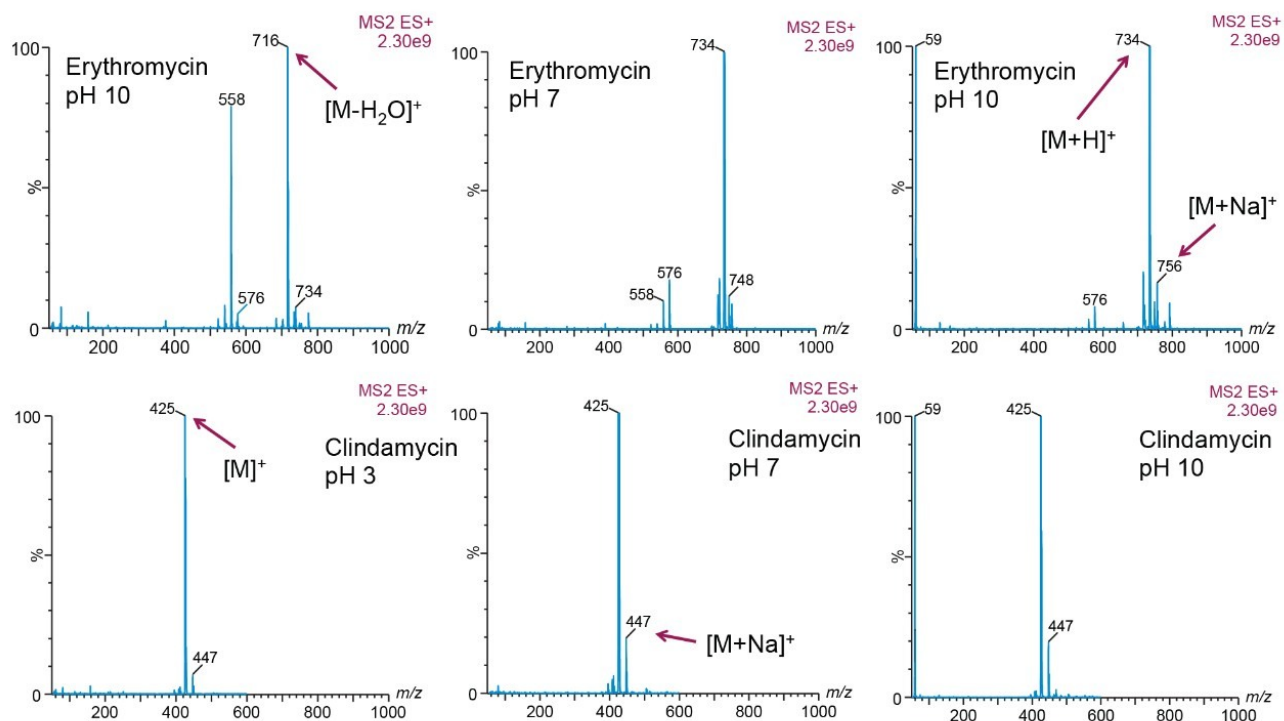 MS2 ES+
2.30e9
100
716
Erythromycin
pH 10
[M-H₂O]⁺
558
%
576
734
0
200
400
600
800
1000
m/z
MS2 ES+
2.30e9
100
734
Erythromycin
pH 7
%
576
558
748
0
200
400
600
800
1000
m/z
MS2 ES+
2.30e9
100
59
734
Erythromycin
pH 10
[M+H]⁺
%
[M+Na]⁺
756
576
0
200
400
600
800
1000
m/z
MS2 ES+
2.30e9
100
425
Clindamycin
pH 3
[M]⁺
%
447
0
200
400
600
800
1000
m/z
MS2 ES+
2.30e9
100
425
Clindamycin
pH 7
%
447
[M+Na]⁺
0
200
400
600
800
1000
m/z
MS2 ES+
2.30e9
100
59
425
Clindamycin
pH 10
%
447
0
200
400
600
800
1000
m/z